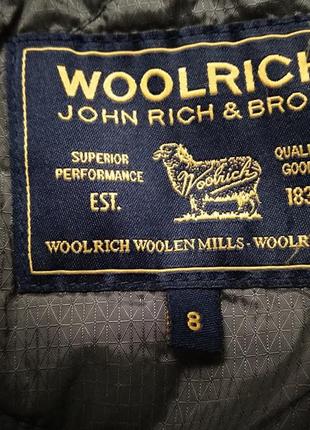 WOOLRICH
JOHN RICH & BRO
SUPERIOR
PERFORMANCE
EST.
Woolrich
QUAL
GOO
183
WOOLRICH WOOLEN MILLS - WOOLR
8